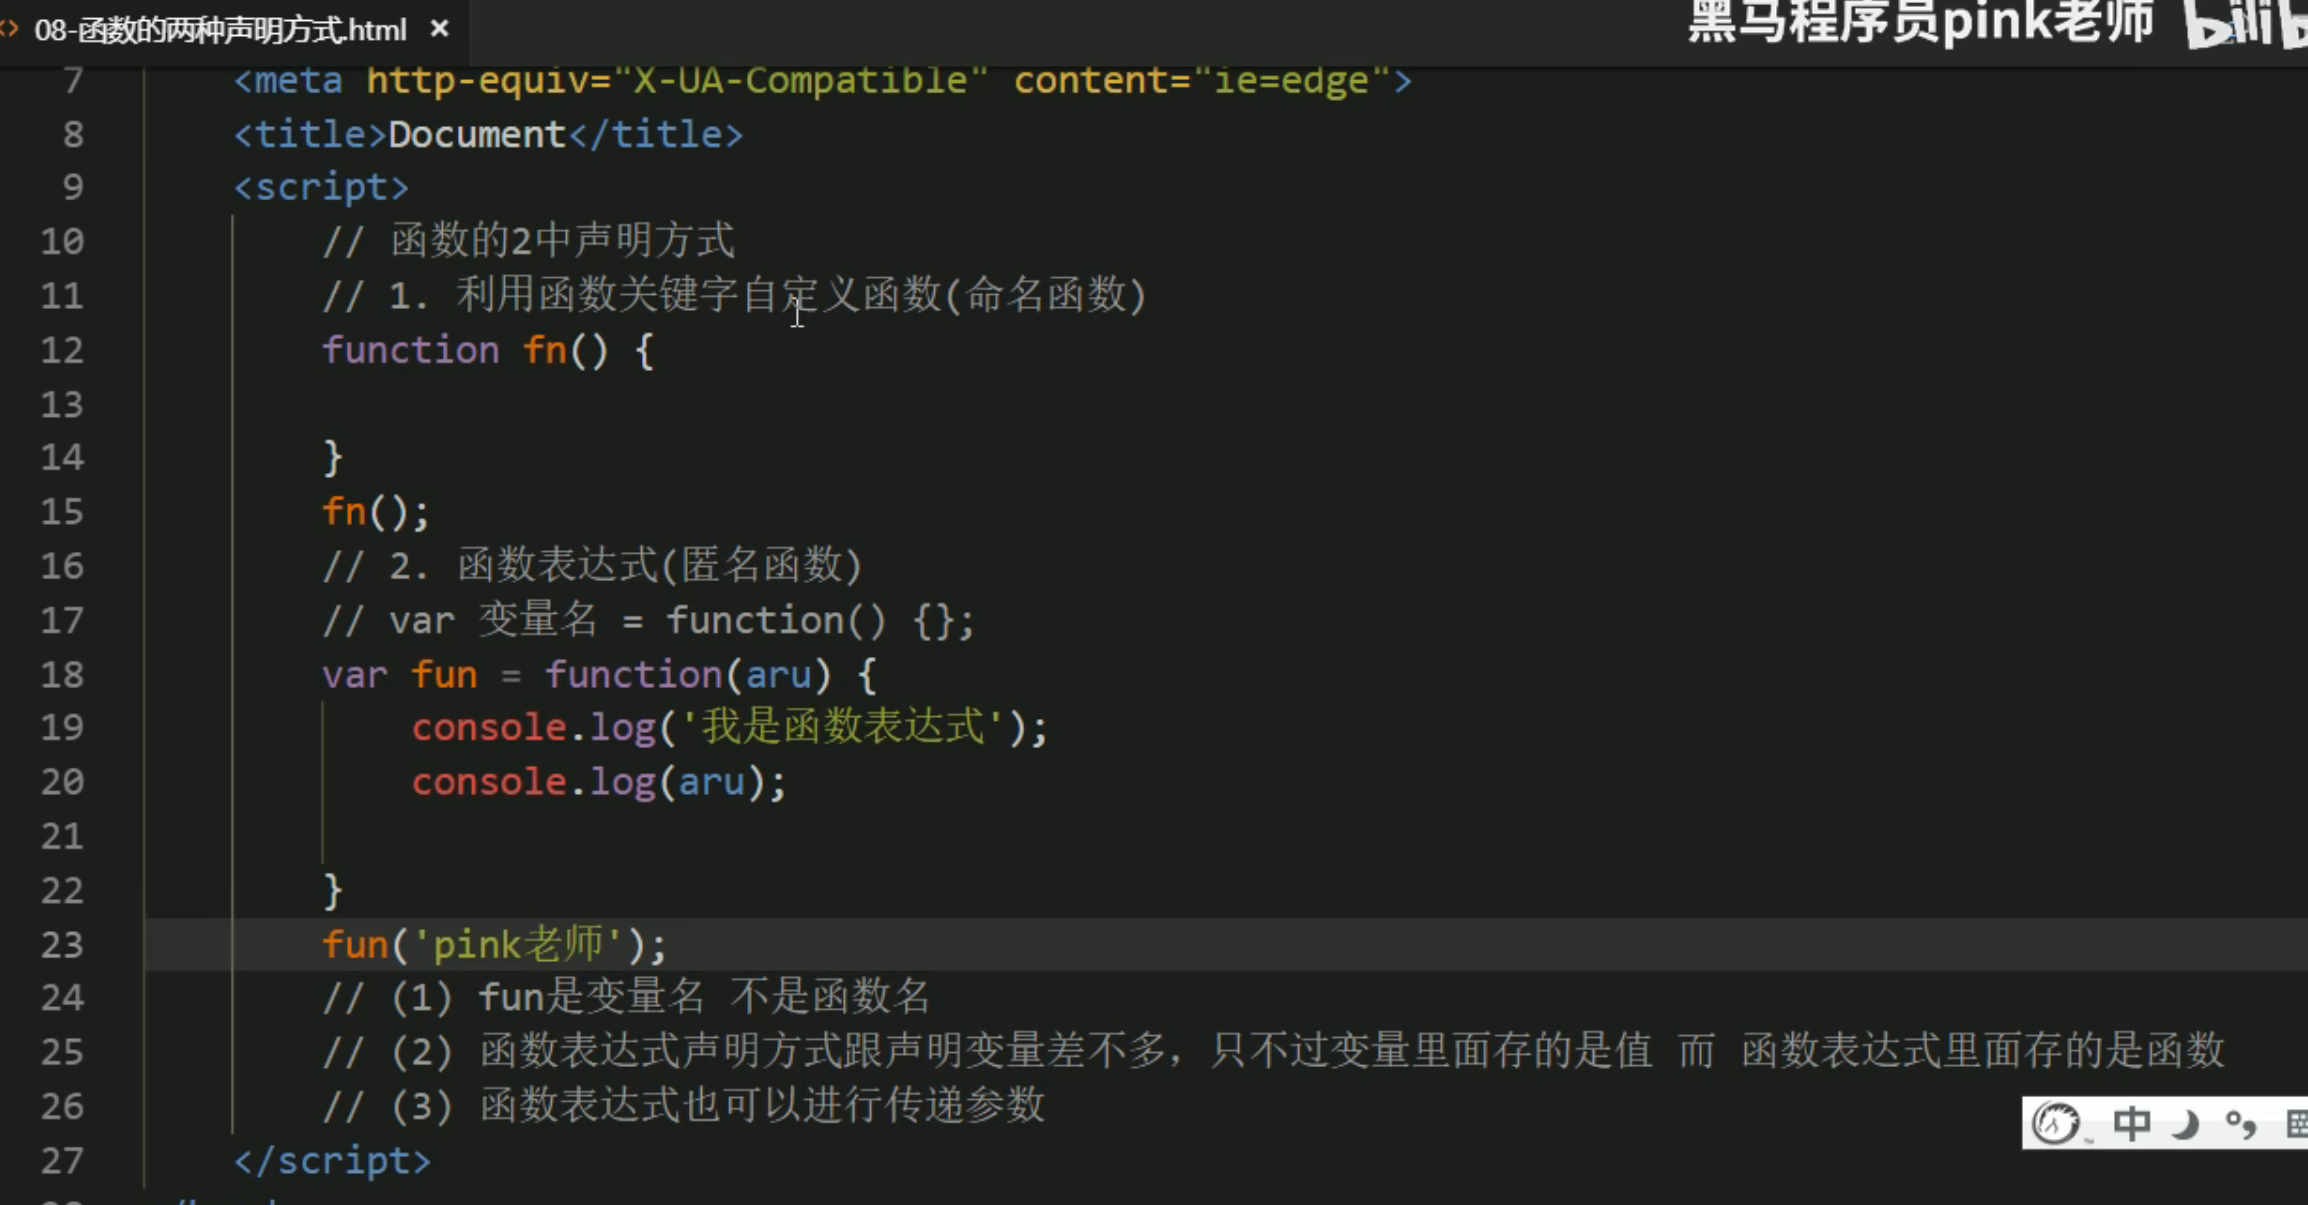 08-函数的两种声明方式.html ×
黑马程序员pink老师
7 <meta http-equiv="X-UA-Compatible" content="ie=edge">
8 <title>Document</title>
9 <script>
10 // 函数的2中声明方式
11 // 1. 利用函数关键字自定义函数(命名函数)
12 function fn() {
13
14 }
15 fn();
16 // 2. 函数表达式(匿名函数)
17 // var 变量名 = function() {};
18 var fun = function(aru) {
19 console.log('我是函数表达式');
20 console.log(aru);
21
22 }
23 fun('pink老师');
24 // (1) fun是变量名 不是函数名
25 // (2) 函数表达式声明方式跟声明变量差不多，只不过变量里面存的是值 而 函数表达式里面存的是函数
26 // (3) 函数表达式也可以进行传递参数
中
27 </script>